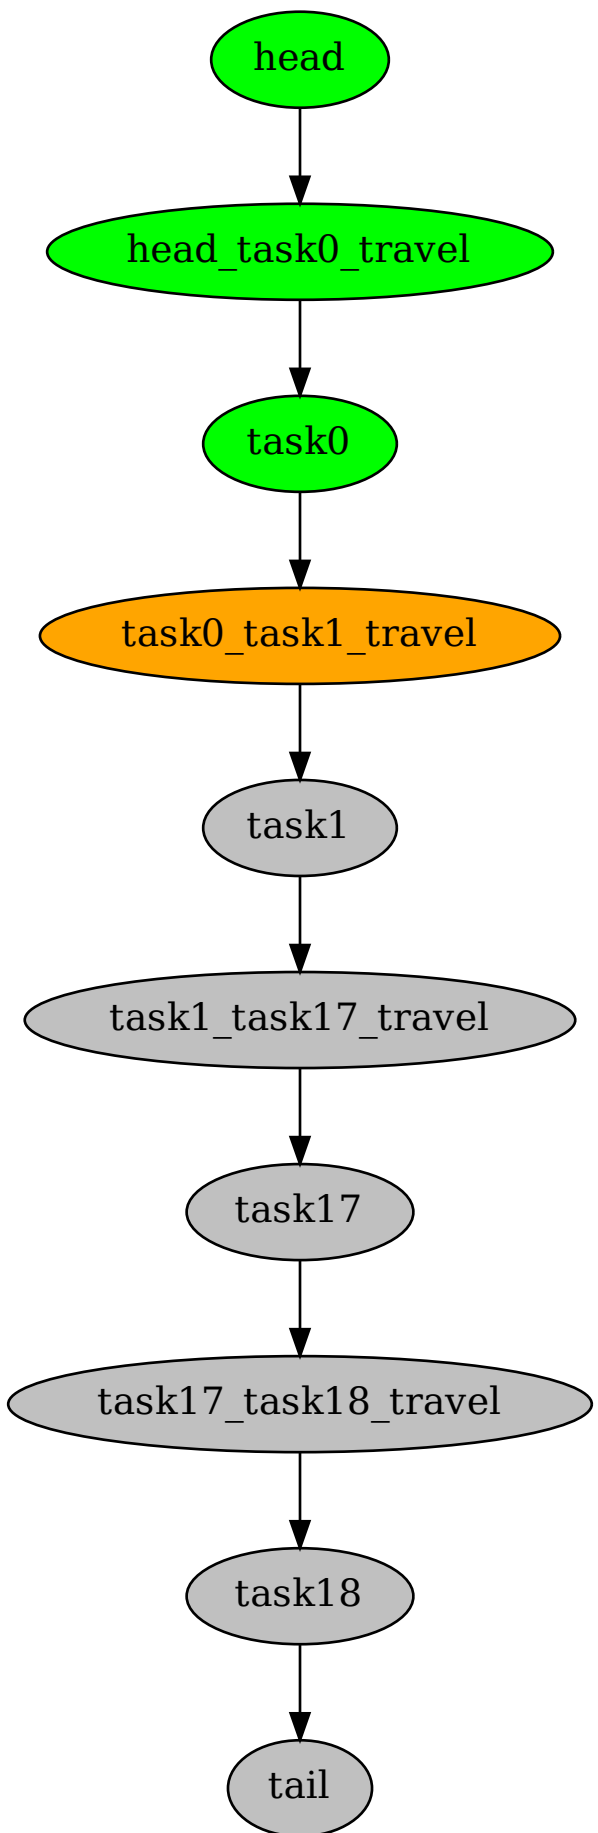 head
head_task0_travel
task0
task0_task1_travel
task1
task1_task17_travel
task17
task17_task18_travel
task18
tail